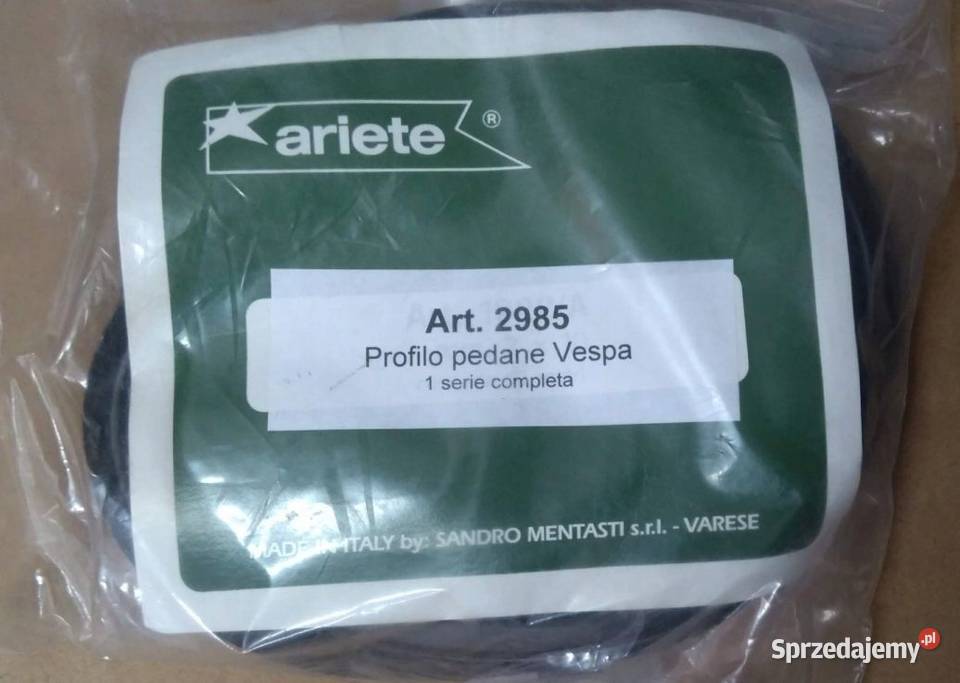 ariete ®
Art. 2985
Profilo pedane Vespa
1 serie completa
MADE IN ITALY by: SANDRO MENTASTI s.r.l. - VARESE
Sprzedajemy.pl